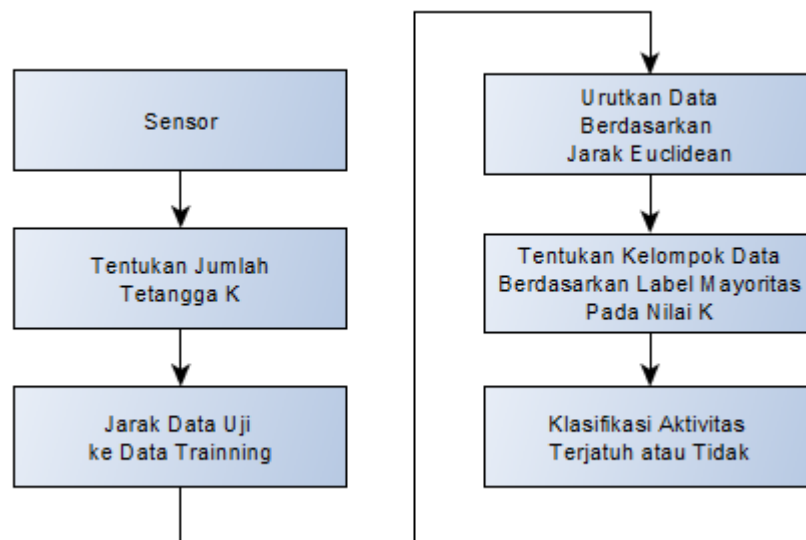 Sensor
Tentukan Jumlah
Tetangga K
Jarak Data Uji
ke Data Trainning
Urutkan Data
Berdasarkan
Jarak Euclidean
Tentukan Kelompok Data
Berdasarkan Label Mayoritas
Pada Nilai K
Klasifikasi Aktivitas
Terjatuh atau Tidak